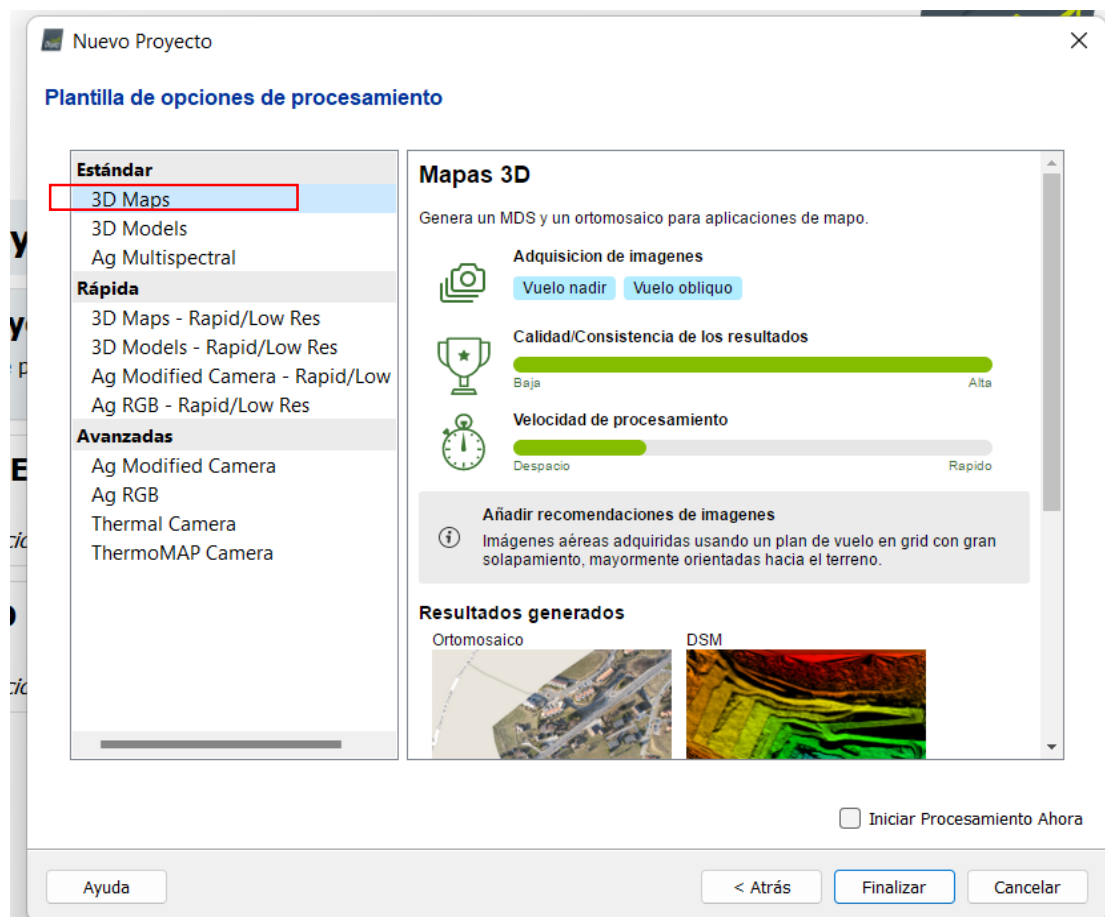 Nuevo Proyecto
Plantilla de opciones de procesamiento
Estándar
3D Maps
3D Models
Ag Multispectral
Rápida
3D Maps - Rapid/Low Res
3D Models - Rapid/Low Res
Ag Modified Camera - Rapid/Low
Ag RGB - Rapid/Low Res
Avanzadas
Ag Modified Camera
Ag RGB
Thermal Camera
ThermoMAP Camera
Mapas 3D
Genera un MDS y un ortomosaico para aplicaciones de mapo.
Adquisicion de imagenes
Vuelo nadir Vuelo obliquo
Calidad/Consistencia de los resultados
Baja Alta
Velocidad de procesamiento
Despacio Rapido
Añadir recomendaciones de imagenes
Imágenes aéreas adquiridas usando un plan de vuelo en grid con gran
solapamiento, mayormente orientadas hacia el terreno.
Resultados generados
Ortomosaico DSM
Iniciar Procesamiento Ahora
Ayuda < Atrás Finalizar Cancelar